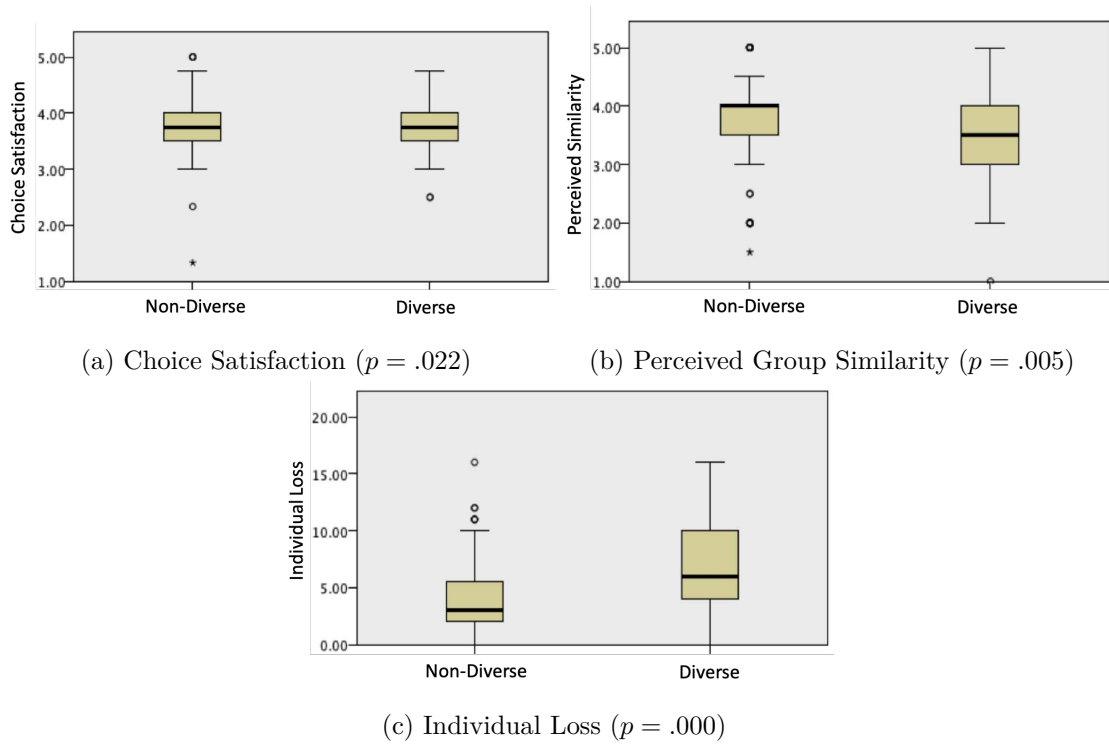 Choice Satisfaction
5.00
4.00
3.00
2.00
1.00
Non-Diverse Diverse
Perceived Similarity
5.00
4.00
3.00
2.00
1.00
Non-Diverse Diverse
(a) Choice Satisfaction (p = .022)
(b) Perceived Group Similarity (p = .005)
Individual Loss
20.00
15.00
10.00
5.00
0.00
Non-Diverse Diverse
(c) Individual Loss (p = .000)